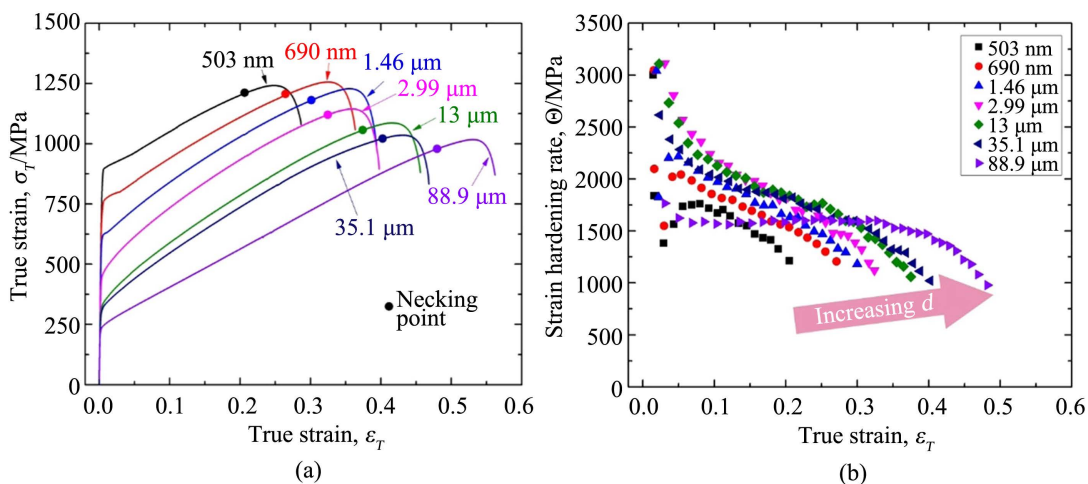 1500
1250
1000
750
500
250
0
True strain, σT/MPa
503 nm
690 nm
1.46 μm
2.99 μm
13 μm
35.1 μm
88.9 μm
Necking
point
0.0 0.1 0.2 0.3 0.4 0.5 0.6
True strain, εT
(a)
3500
3000
2500
2000
1500
1000
500
0
Strain hardening rate, Θ/MPa
503 nm
690 nm
1.46 μm
2.99 μm
13 μm
35.1 μm
88.9 μm
Increasing d
0.0 0.1 0.2 0.3 0.4 0.5 0.6
True strain, εT
(b)